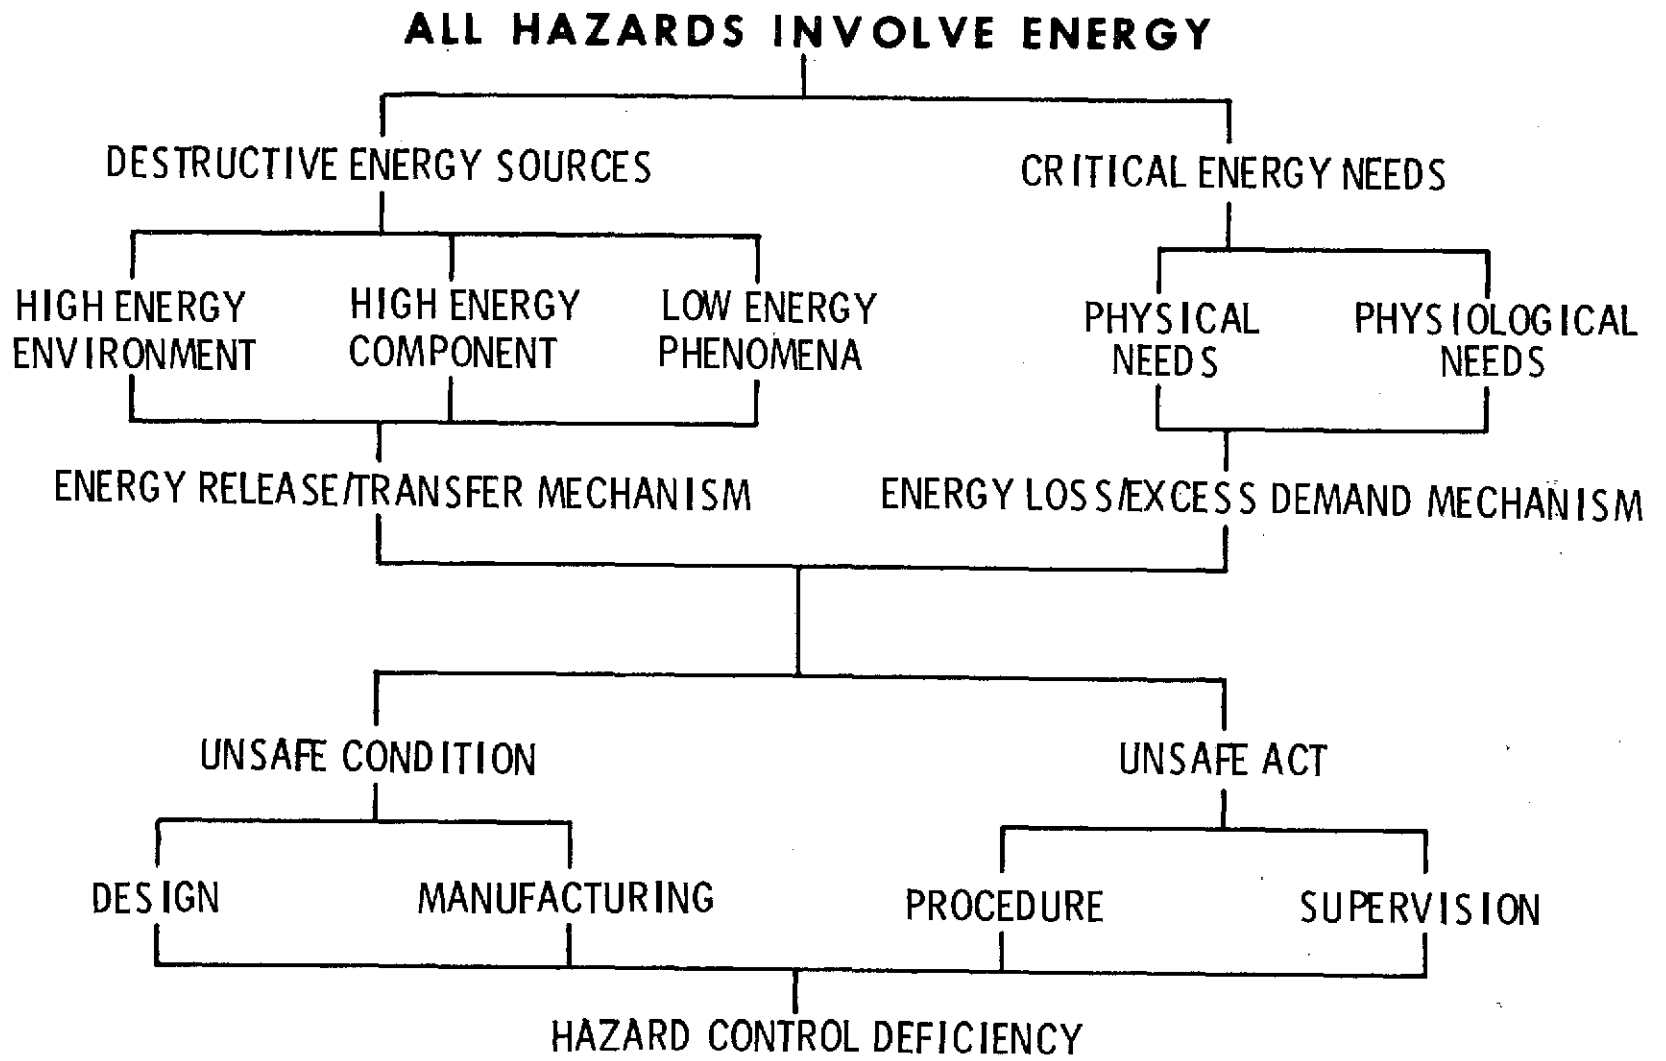 ALL HAZARDS INVOLVE ENERGY
DESTRUCTIVE ENERGY SOURCES
CRITICAL ENERGY NEEDS
HIGH ENERGY
ENVIRONMENT
HIGH ENERGY
COMPONENT
LOW ENERGY
PHENOMENA
PHYSICAL
NEEDS
PHYSIOLOGICAL
NEEDS
ENERGY RELEASE/TRANSFER MECHANISM
ENERGY LOSS/EXCESS DEMAND MECHANISM
UNSAFE CONDITION
UNSAFE ACT
DESIGN
MANUFACTURING
PROCEDURE
SUPERVISION
HAZARD CONTROL DEFICIENCY